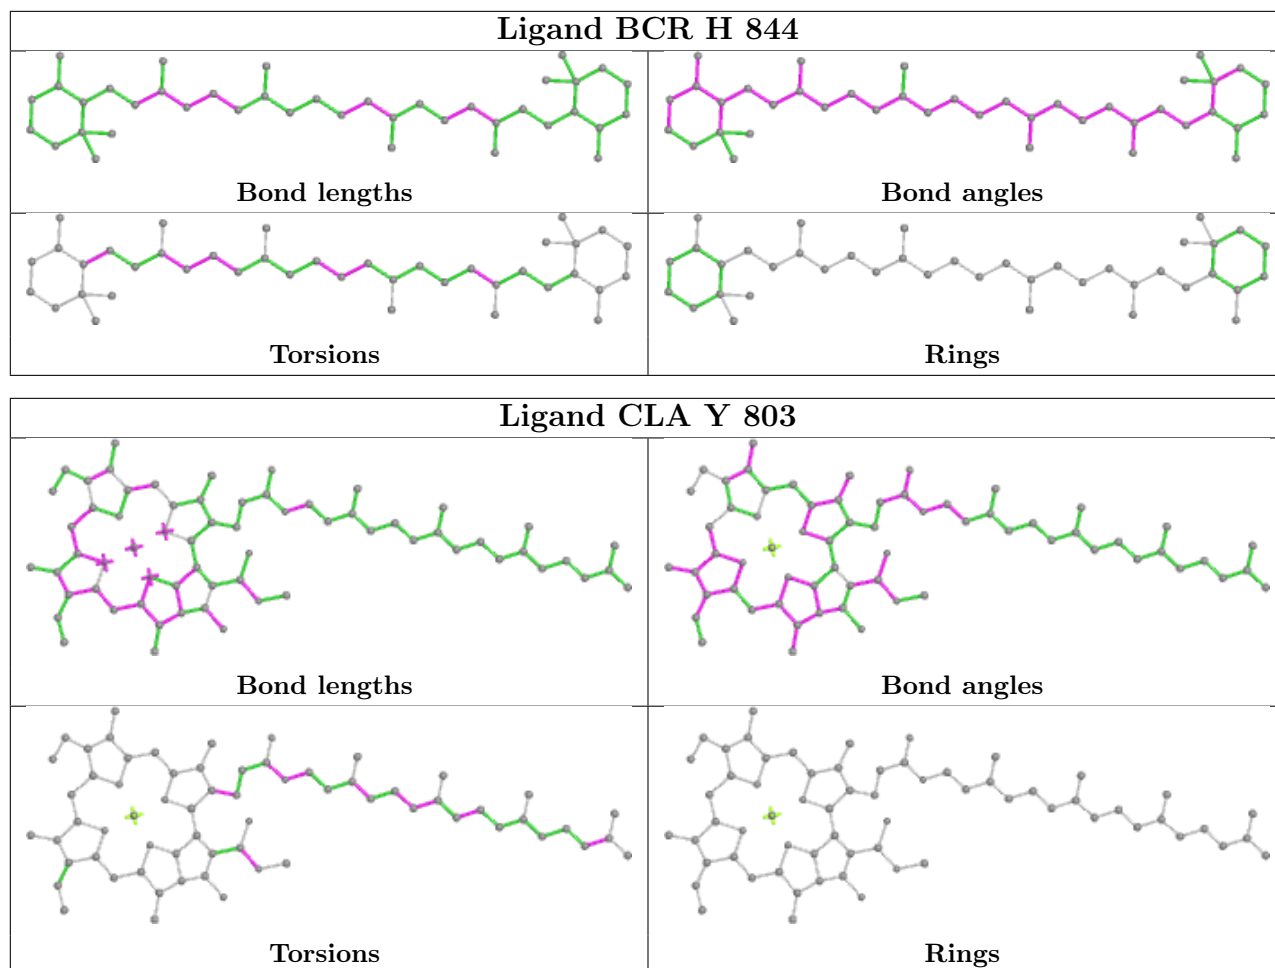 Ligand BCR H 844
Bond lengths
Bond angles
Torsions
Rings
Ligand CLA Y 803
Bond lengths
Bond angles
Torsions
Rings